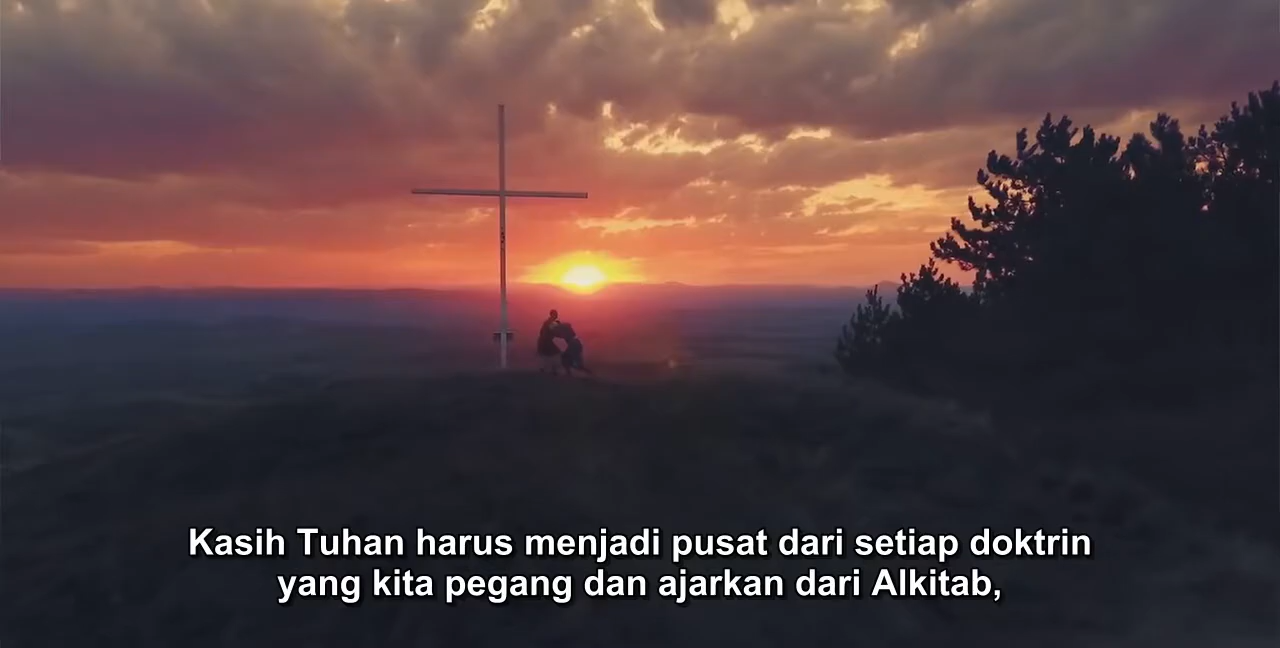 Kasih Tuhan harus menjadi pusat dari setiap doktrin
yang kita pegang dan ajarkan dari Alkitab,